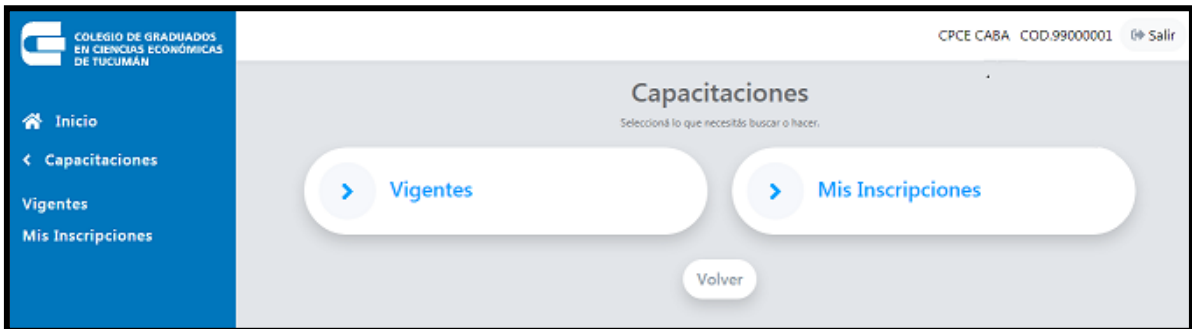 COLEGIO DE GRADUADOS
EN CIENCIAS ECONÓMICAS
DE TUCUMÁN
CPCE CABA COD.99000001 Salir
Inicio
Capacitaciones
Vigentes
Mis Inscripciones
Capacitaciones
Seleccioná lo que necesitás buscar o hacer.
Vigentes
Mis Inscripciones
Volver